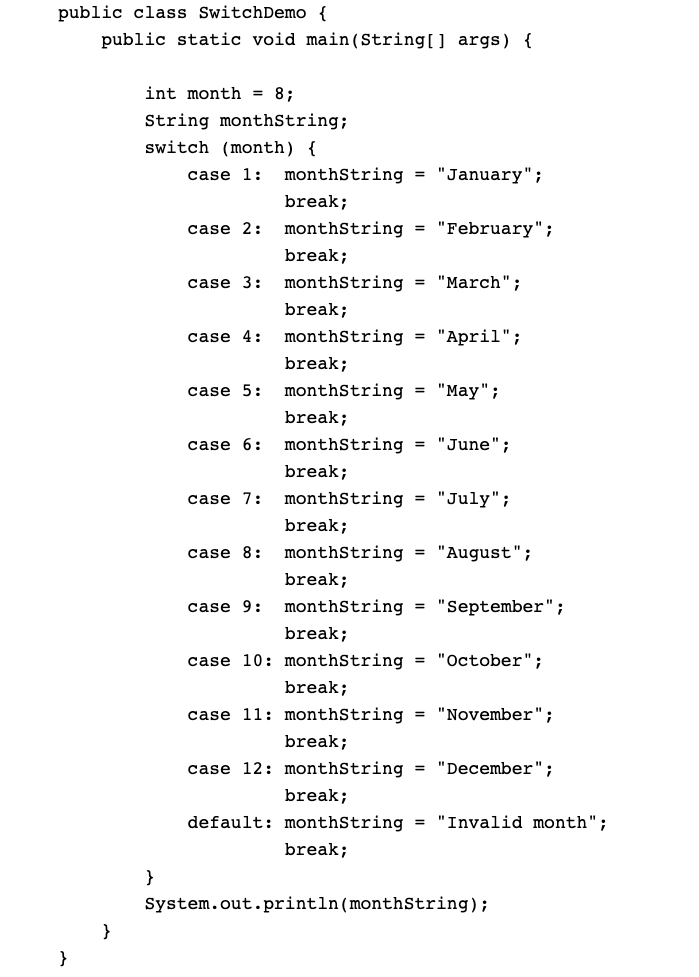 public class SwitchDemo {
    public static void main(String[] args) {

        int month = 8;
        String monthString;
        switch (month) {
            case 1:  monthString = "January";
                     break;
            case 2:  monthString = "February";
                     break;
            case 3:  monthString = "March";
                     break;
            case 4:  monthString = "April";
                     break;
            case 5:  monthString = "May";
                     break;
            case 6:  monthString = "June";
                     break;
            case 7:  monthString = "July";
                     break;
            case 8:  monthString = "August";
                     break;
            case 9:  monthString = "September";
                     break;
            case 10: monthString = "October";
                     break;
            case 11: monthString = "November";
                     break;
            case 12: monthString = "December";
                     break;
            default: monthString = "Invalid month";
                     break;
        }
        System.out.println(monthString);
    }
}